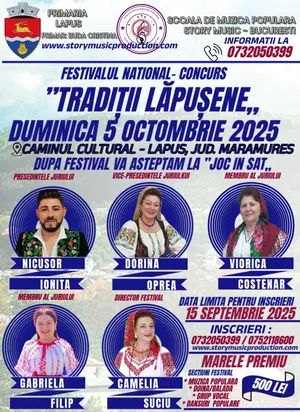 PRIMARIA
LAPUS
PRIMAR: BUDA CRISTINA
SCOALA DE MUZICA POPULARA
STORY MUSIC - BUCURESTI
INFORMATII LA
0732050399
www.storymusicproduction.com
FESTIVALUL NATIONAL- CONCURS
"TRADIȚII LĂPUȘENE„
DUMINICA 5 OCTOMBRIE 2025
CAMINUL CULTURAL - LAPUS, JUD. MARAMURES
DUPA FESTIVAL VA ASTEPTAM LA "JOC IN SAT„
PRESEDINTELE JURIULUI
VICE-PRESEDINTELE JURIULKUI
MEMBRU AL JURIULUI
NICUSOR
IONITA
DORINA
OPREA
VIORICA
COSTENAR
MEMBRU AL JURIULUI
DIRECTOR FESTIVAL
GABRIELA
FILIP
CAMELIA
SUCIU
DATA LIMITA PENTRU INSCRIERI
15 SEPTEMBRIE 2025
INSCRIERI :
0732050399 / 0752118600
www.storymusicproduction.com
MARELE PREMIU
500 LEI
SECTIUNI FESTIVAL
* MUZICA POPULARA
* DOINA/BALADA
* GRUP VOCAL
* DANSURI POPULARE